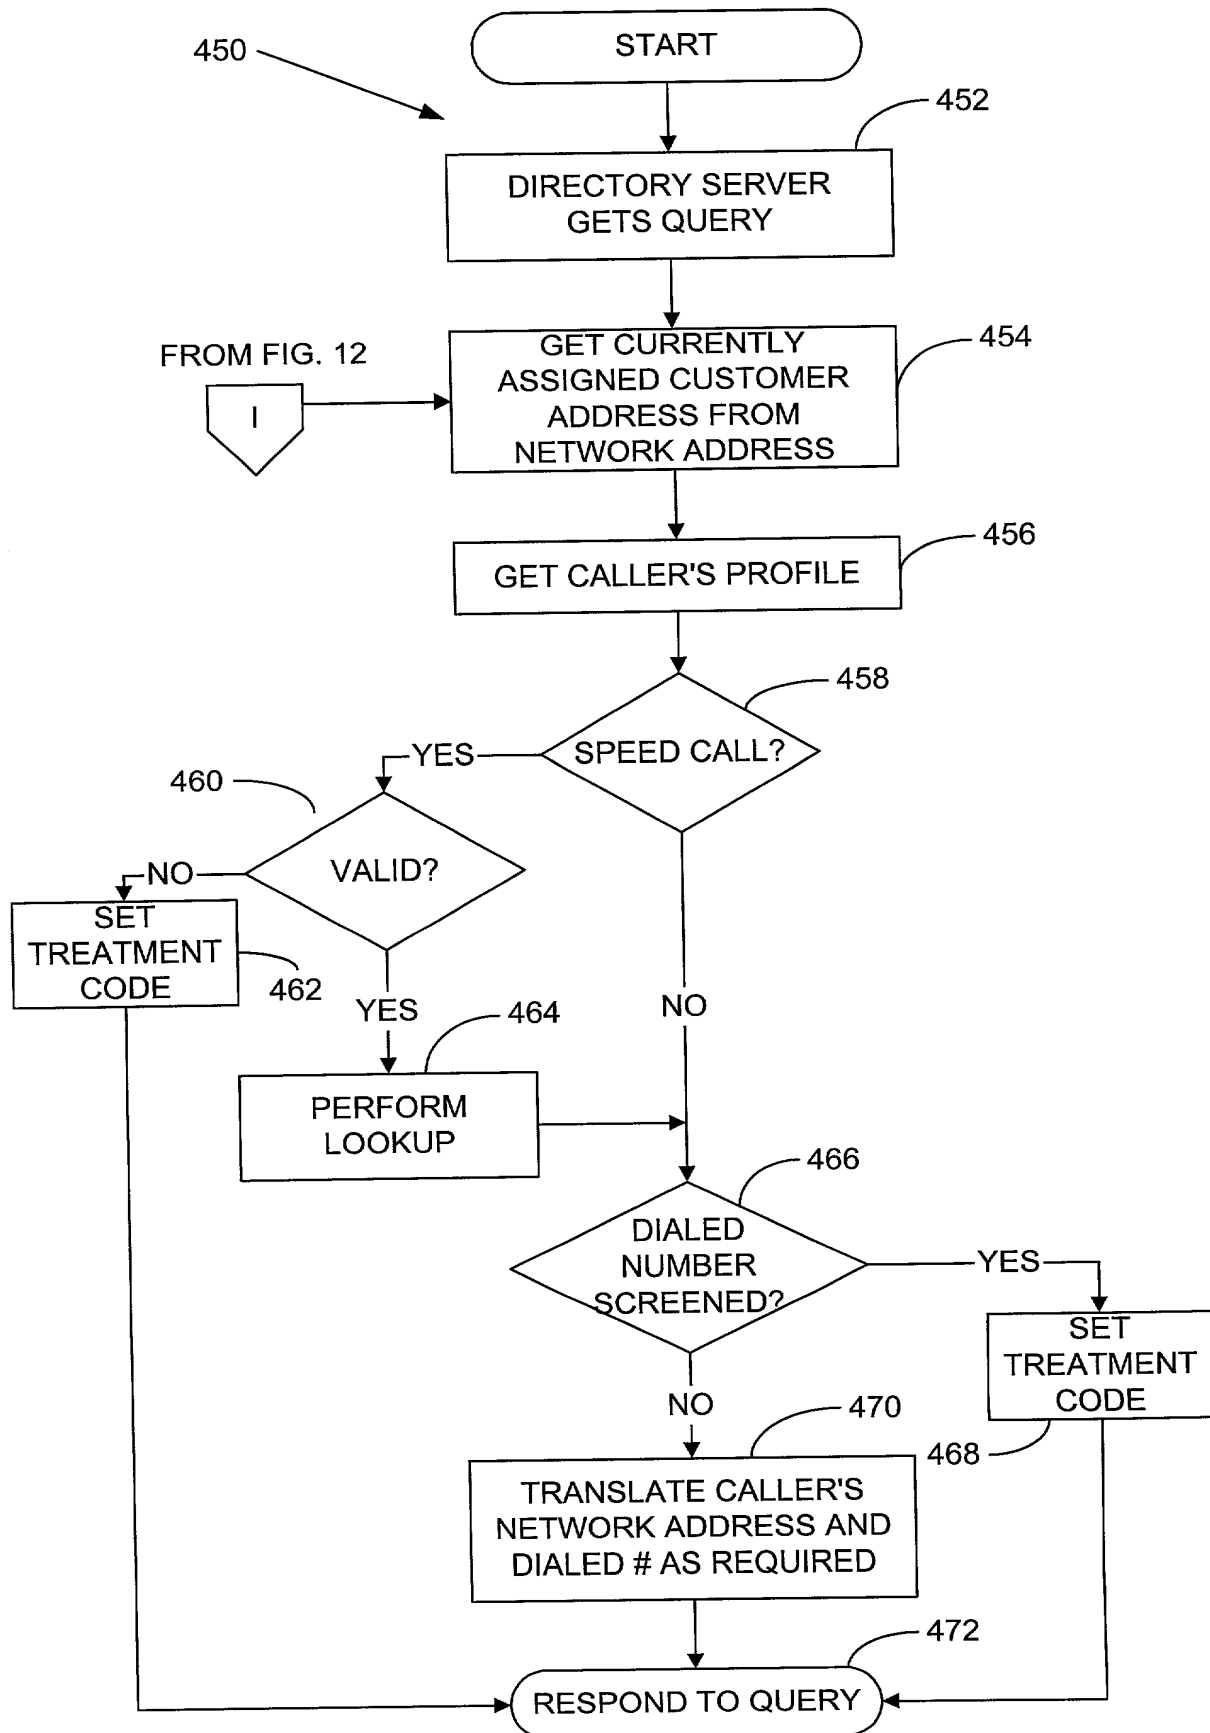 START
450
452
DIRECTORY SERVER
GETS QUERY
FROM FIG. 12
I
GET CURRENTLY
ASSIGNED CUSTOMER
ADDRESS FROM
NETWORK ADDRESS
454
GET CALLER'S PROFILE
456
SPEED CALL?
458
YES
460
VALID?
NO
SET
TREATMENT
CODE
462
YES
464
NO
PERFORM
LOOKUP
466
DIALED
NUMBER
SCREENED?
YES
SET
TREATMENT
CODE
468
NO
470
TRANSLATE CALLER'S
NETWORK ADDRESS AND
DIALED # AS REQUIRED
472
RESPOND TO QUERY